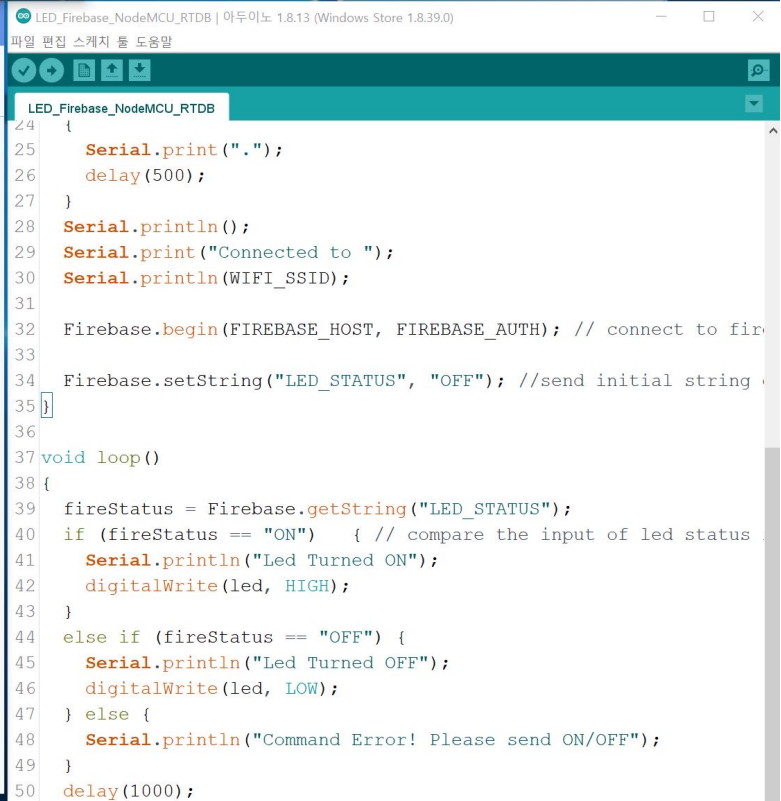 LED_Firebase_NodeMCU_RTDB | 아두이노 1.8.13 (Windows Store 1.8.39.0)
파일 편집 스케치 툴 도움말
LED_Firebase_NodeMCU_RTDB
24 {
25 Serial.print(".");
26 delay(500);
27 }
28 Serial.println();
29 Serial.print("Connected to ");
30 Serial.println(WIFI_SSID);
31
32 Firebase.begin(FIREBASE_HOST, FIREBASE_AUTH); // connect to fir
33
34 Firebase.setString("LED_STATUS", "OFF"); //send initial string
35 }
36
37 void loop()
38 {
39 fireStatus = Firebase.getString("LED_STATUS");
40 if (fireStatus == "ON") { // compare the input of led status
41 Serial.println("Led Turned ON");
42 digitalWrite(led, HIGH);
43 }
44 else if (fireStatus == "OFF") {
45 Serial.println("Led Turned OFF");
46 digitalWrite(led, LOW);
47 } else {
48 Serial.println("Command Error! Please send ON/OFF");
49 }
50 delay(1000);